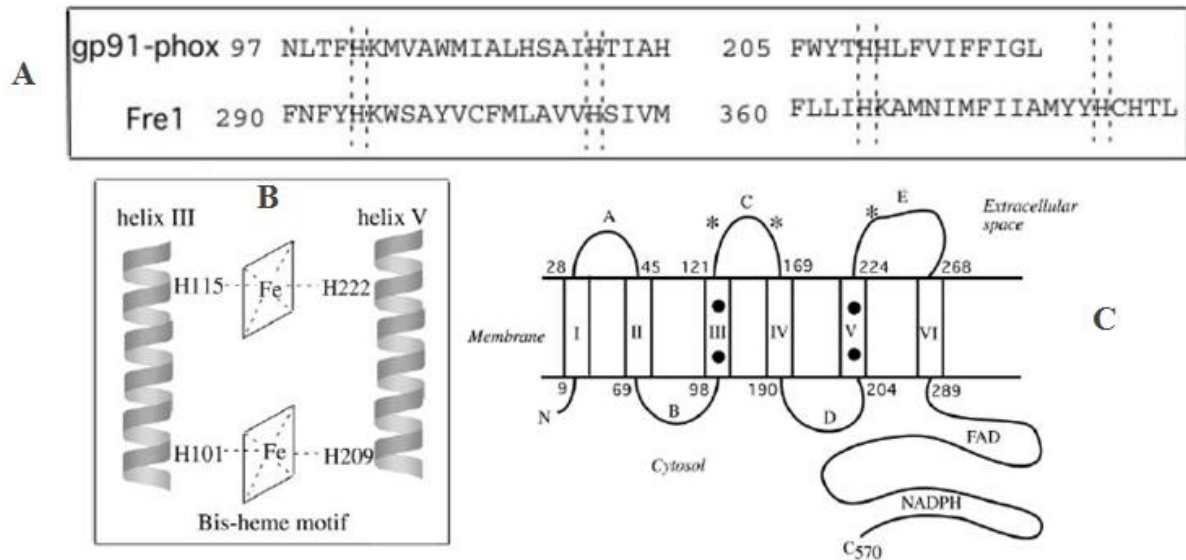 A
gp91-phox 97 NLTFHKMVAWMIALHSAIHTIAH 205 FWYTHHLFVIFFIGL
Fre1 290 FNFYHKWSAYVCFMLAVVHSIVM 360 FLLIHKAMNIMFIIAMYYHCHTL
B
helix III helix V
H115 Fe H222
H101 Fe H209
Bis-heme motif
A C E Extracellular
space
* * *
28 45 121 169 224 268
Membrane I II III IV V VI C
9 69 98 190 204 289
N B D FAD
Cytosol
NADPH
C570